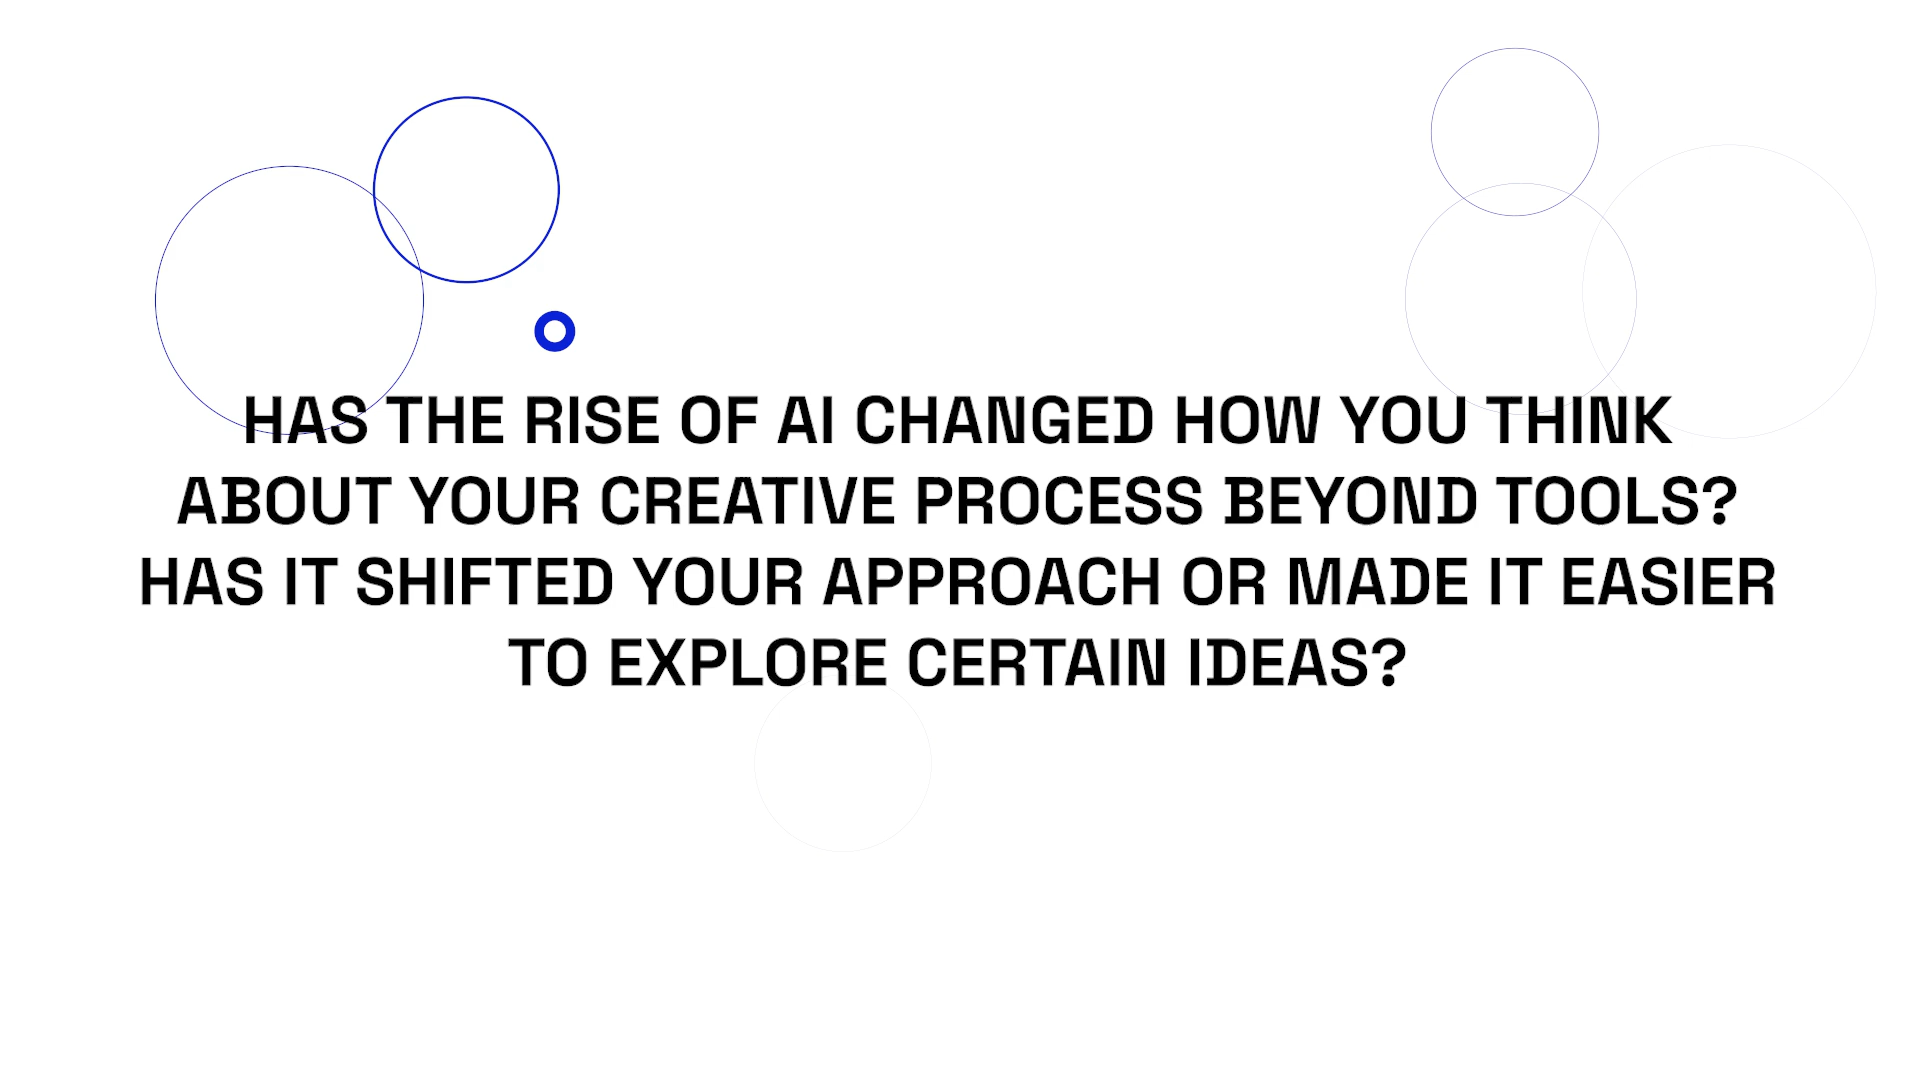 HAS THE RISE OF AI CHANGED HOW YOU THINK
ABOUT YOUR CREATIVE PROCESS BEYOND TOOLS?
HAS IT SHIFTED YOUR APPROACH OR MADE IT EASIER
TO EXPLORE CERTAIN IDEAS?